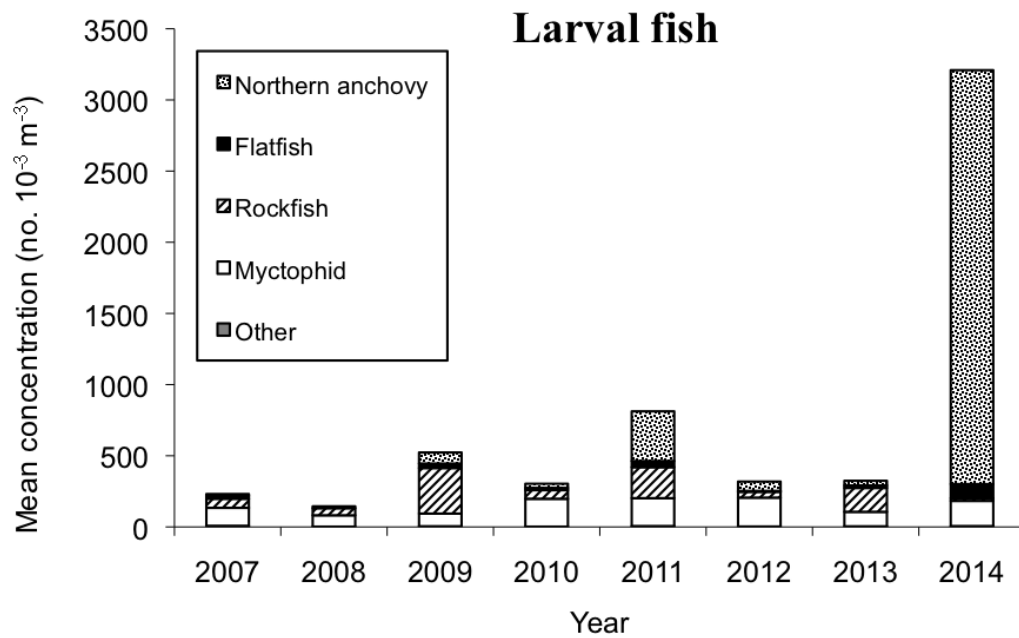 Larval fish
Mean concentration (no. 10⁻³ m⁻³)
3500
3000
2500
2000
1500
1000
500
0
Northern anchovy
Flatfish
Rockfish
Myctophid
Other
2007 2008 2009 2010 2011 2012 2013 2014
Year